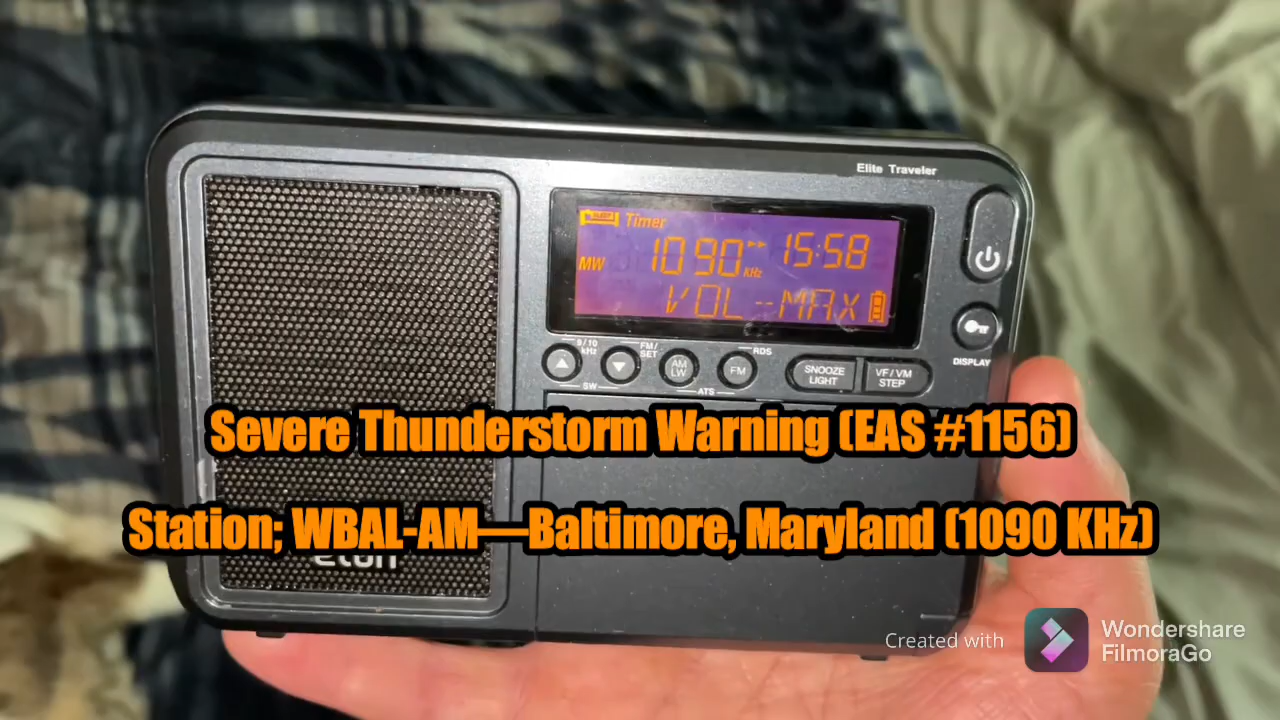 Elite Traveler
SLEEP Timer
MW 1090 KHz 15:58
VOL--MAX
9/10 kHz
FM/SET
RDS
AM LW
FM
SNOOZE LIGHT
VF/VM STEP
DISPLAY
SW
ATS
Severe Thunderstorm Warning (EAS #1156)
Station; WBAL-AM—Baltimore, Maryland (1090 KHz)
eton
Created with
Wondershare
FilmoraGo